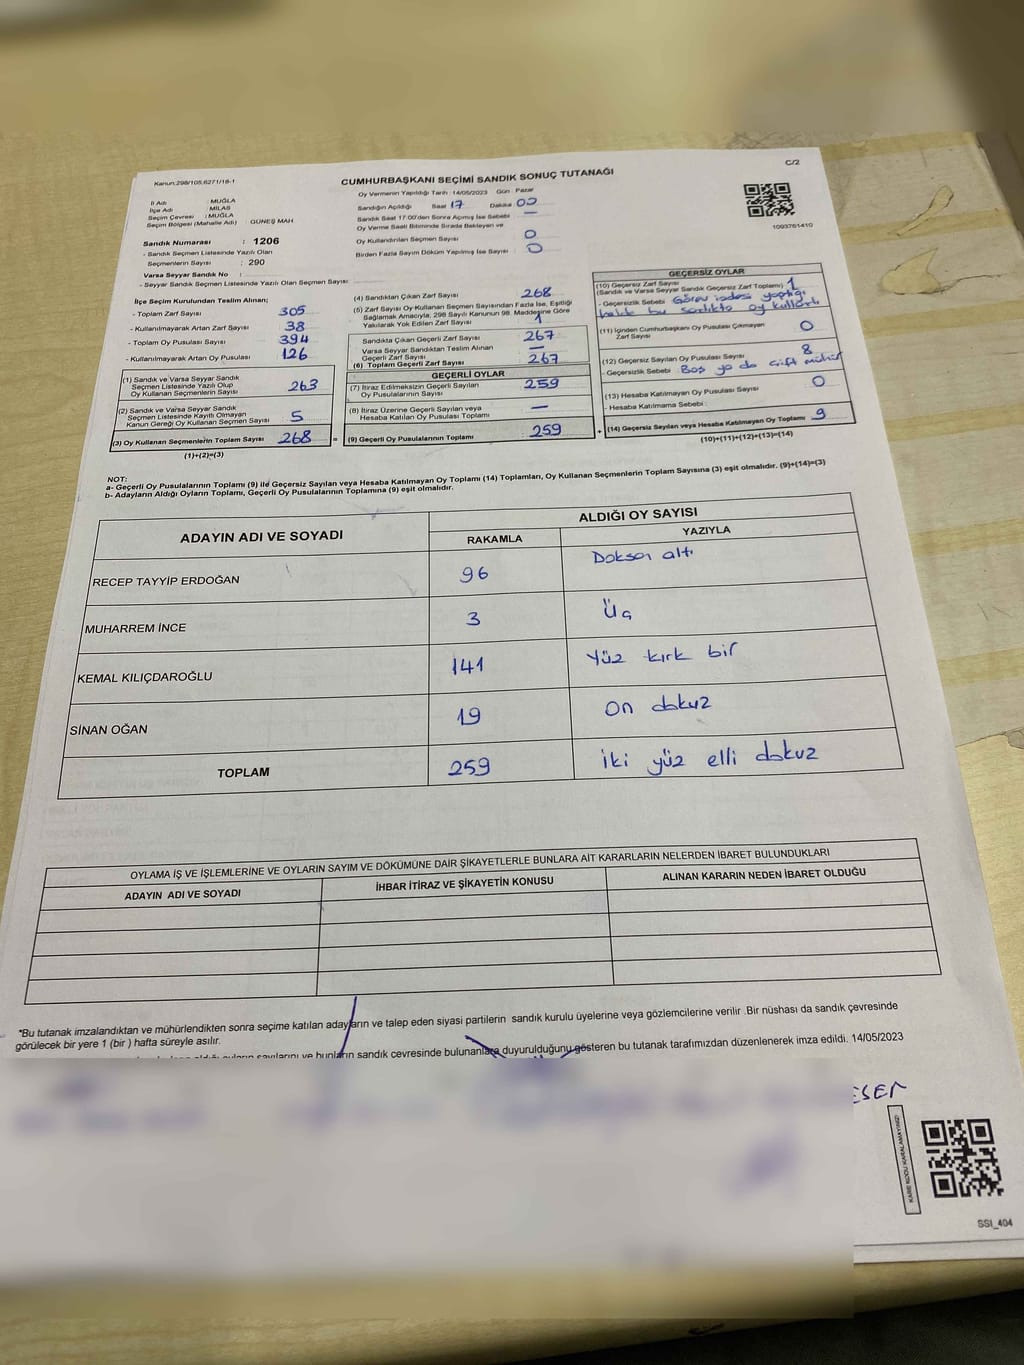 Kanun:298/105,6271/16-1
C/2
CUMHURBAŞKANI SEÇİMİ SANDIK SONUÇ TUTANAĞI
Oy Vermenin Yapıldığı Tarih : 14/05/2023 Gün : Pazar
İl Adı : MUĞLA
İlçe Adı : MİLAS
Seçim Çevresi : MUĞLA
Seçim Bölgesi (Mahalle Adı) : GÜNEŞ MAH
Sandığın Açıldığı Saat 17 Dakika 00
Sandık Saat 17:00'den Sonra Açılmış İse Sebebi : —
Oy Verme Saati Bitiminde Sırada Bekleyen ve
Oy Kullandırılan Seçmen Sayısı : 0
Birden Fazla Sayım Döküm Yapılmış İse Sayısı : 0
1093761410
Sandık Numarası : 1206
- Sandık Seçmen Listesinde Yazılı Olan
Seçmenlerin Sayısı : 290
Varsa Seyyar Sandık No :
- Seyyar Sandık Seçmen Listesinde Yazılı Olan Seçmen Sayısı:
İlçe Seçim Kurulundan Teslim Alınan;
- Toplam Zarf Sayısı 305
- Kullanılmayarak Artan Zarf Sayısı 38
- Toplam Oy Pusulası Sayısı 394
- Kullanılmayarak Artan Oy Pusulası 126
(1) Sandık ve Varsa Seyyar Sandık
Seçmen Listesinde Yazılı Olup
Oy Kullanan Seçmenlerin Sayısı 263
(2) Sandık ve Varsa Seyyar Sandık
Seçmen Listesinde Kayıtlı Olmayan
Kanun Gereği Oy Kullanan Seçmen Sayısı 5
(3) Oy Kullanan Seçmenlerin Toplam Sayısı 268 =
(1)+(2)=(3)
(4) Sandıktan Çıkan Zarf Sayısı 268
(5) Zarf Sayısı Oy Kullanan Seçmen Sayısından Fazla İse, Eşitliği
Sağlamak Amacıyla, 298 Sayılı Kanunun 98. Maddesine Göre
Yakılarak Yok Edilen Zarf Sayısı 1
Sandıkta Çıkan Geçerli Zarf Sayısı 267
Varsa Seyyar Sandıktan Teslim Alınan
Geçerli Zarf Sayısı —
(6) Toplam Geçerli Zarf Sayısı 267
GEÇERLİ OYLAR
(7) İtiraz Edilmeksizin Geçerli Sayılan
Oy Pusulalarının Sayısı 259
(8) İtiraz Üzerine Geçerli Sayılan veya
Hesaba Katılan Oy Pusulası Toplamı —
(9) Geçerli Oy Pusulalarının Toplamı 259 +
GEÇERSİZ OYLAR
(10) Geçersiz Zarf Sayısı
(Sandık ve Varsa Seyyar Sandık Geçersiz Zarf Toplamı) 1
- Geçersizlik Sebebi Görev iadesi yaptığı
halde bu sandıkta oy kullandı
(11) İçinden Cumhurbaşkanı Oy Pusulası Çıkmayan
Zarf Sayısı 0
(12) Geçersiz Sayılan Oy Pusulası Sayısı 8
- Geçersizlik Sebebi : Boş ya da çift mühür
(13) Hesaba Katılmayan Oy Pusulası Sayısı 0
- Hesaba Katılmama Sebebi :
(14) Geçersiz Sayılan veya Hesaba Katılmayan Oy Toplamı 9
(10)+(11)+(12)+(13)=(14)
NOT:
a- Geçerli Oy Pusulalarının Toplamı (9) ile Geçersiz Sayılan veya Hesaba Katılmayan Oy Toplamı (14) Toplamları, Oy Kullanan Seçmenlerin Toplam Sayısına (3) eşit olmalıdır. (9)+(14)=(3)
b- Adayların Aldığı Oyların Toplamı, Geçerli Oy Pusulalarının Toplamına (9) eşit olmalıdır.
ADAYIN ADI VE SOYADI
ALDIĞI OY SAYISI
RAKAMLA YAZIYLA
RECEP TAYYİP ERDOĞAN 96 Doksan altı
MUHARREM İNCE 3 Üç
KEMAL KILIÇDAROĞLU 141 Yüz kırk bir
SİNAN OĞAN 19 On dokuz
TOPLAM 259 iki yüz elli dokuz
OYLAMA İŞ VE İŞLEMLERİNE VE OYLARIN SAYIM VE DÖKÜMÜNE DAİR ŞİKAYETLERLE BUNLARA AİT KARARLARIN NELERDEN İBARET BULUNDUKLARI
ADAYIN ADI VE SOYADI İHBAR İTİRAZ VE ŞİKAYETİN KONUSU ALINAN KARARIN NEDEN İBARET OLDUĞU
*Bu tutanak imzalandıktan ve mühürlendikten sonra seçime katılan adayların ve talep eden siyasi partilerin sandık kurulu üyelerine veya gözlemcilerine verilir .Bir nüshası da sandık çevresinde
görülecek bir yere 1 (bir ) hafta süreyle asılır.
sayılarını ve bunların sandık çevresinde bulunanlara duyurulduğunu gösteren bu tutanak tarafımızdan düzenlenerek imza edildi. 14/05/2023
KARE KODU KARALAMAYINIZ!
SSI_404